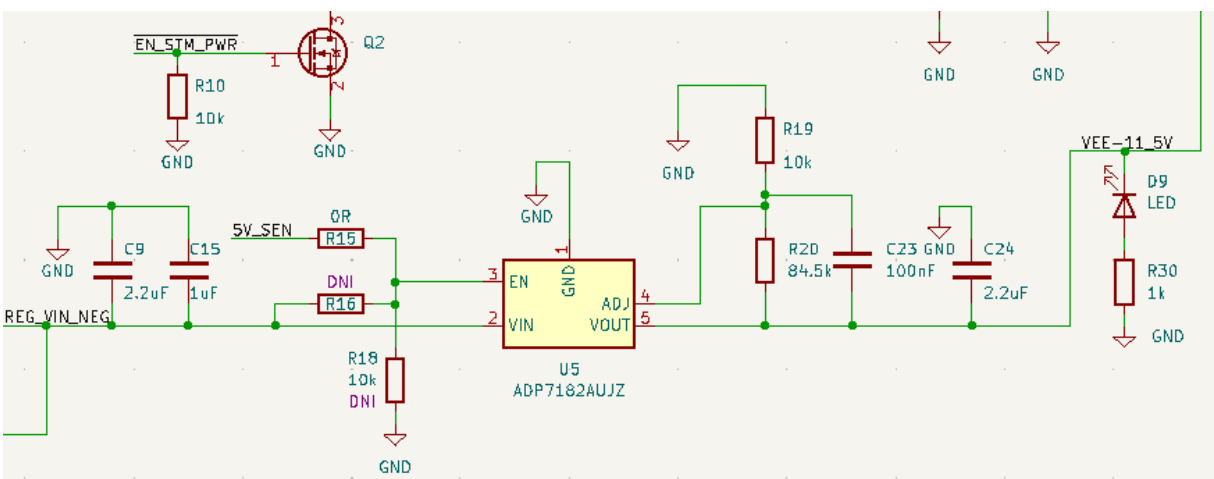 3
EN_STM_PWR
Q2
1
R10
10k
2
GND
GND
GND
GND
R19
10k
GND
VEE-11_5V
D9
LED
0R
5V_SEN
R15
GND
1
GND
C9
2.2uF
C15
1uF
GND
DNI
R16
3
EN
GND
ADJ
4
2
VIN
VOUT
5
R20
84.5k
C23
100nF
GND
C24
2.2uF
R30
1k
GND
REG_VIN_NEG
R18
10k
DNI
U5
ADP7182AUJZ
GND